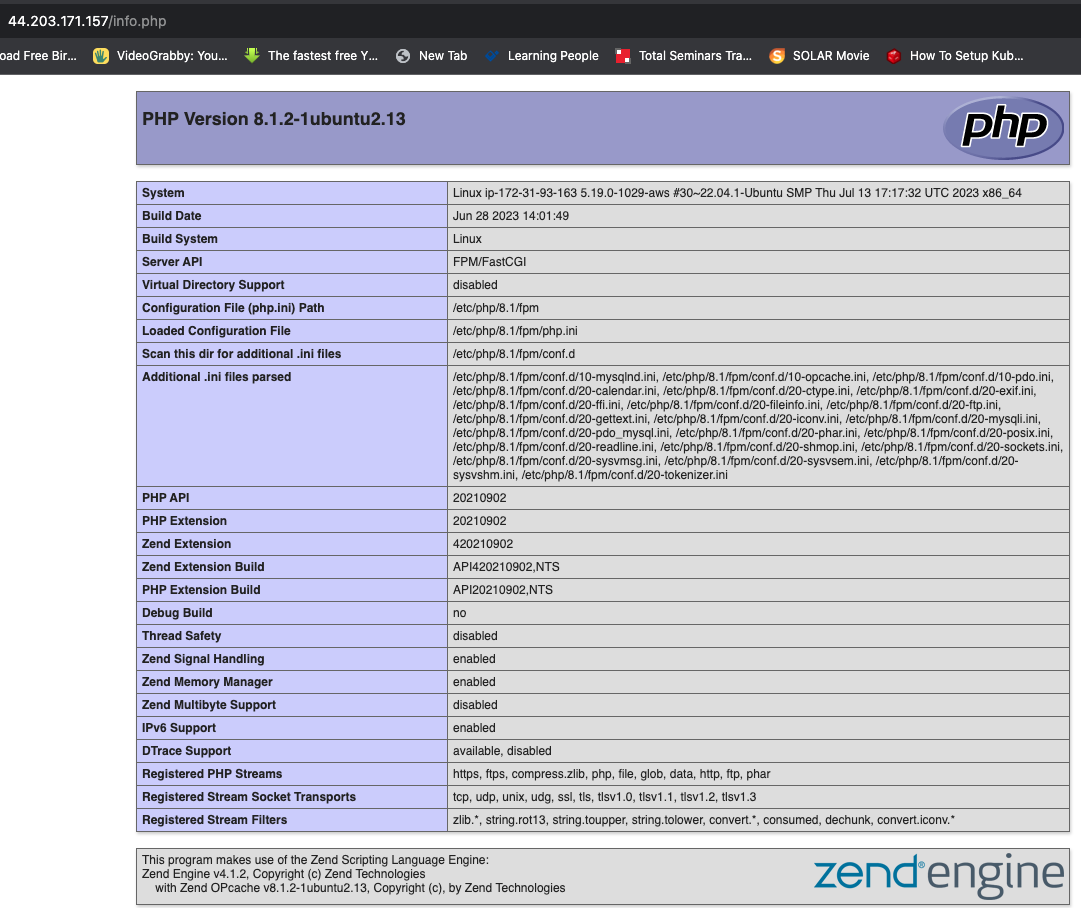 44.203.171.157/info.php
oad Free Bir... VideoGrabby: You... The fastest free Y... New Tab Learning People Total Seminars Tra... SOLAR Movie How To Setup Kub...
PHP Version 8.1.2-1ubuntu2.13
php
System Linux ip-172-31-93-163 5.19.0-1029-aws #30~22.04.1-Ubuntu SMP Thu Jul 13 17:17:32 UTC 2023 x86_64
Build Date Jun 28 2023 14:01:49
Build System Linux
Server API FPM/FastCGI
Virtual Directory Support disabled
Configuration File (php.ini) Path /etc/php/8.1/fpm
Loaded Configuration File /etc/php/8.1/fpm/php.ini
Scan this dir for additional .ini files /etc/php/8.1/fpm/conf.d
Additional .ini files parsed /etc/php/8.1/fpm/conf.d/10-mysqlnd.ini, /etc/php/8.1/fpm/conf.d/10-opcache.ini, /etc/php/8.1/fpm/conf.d/10-pdo.ini,
/etc/php/8.1/fpm/conf.d/20-calendar.ini, /etc/php/8.1/fpm/conf.d/20-ctype.ini, /etc/php/8.1/fpm/conf.d/20-exif.ini,
/etc/php/8.1/fpm/conf.d/20-ffi.ini, /etc/php/8.1/fpm/conf.d/20-fileinfo.ini, /etc/php/8.1/fpm/conf.d/20-ftp.ini,
/etc/php/8.1/fpm/conf.d/20-gettext.ini, /etc/php/8.1/fpm/conf.d/20-iconv.ini, /etc/php/8.1/fpm/conf.d/20-mysqli.ini,
/etc/php/8.1/fpm/conf.d/20-pdo_mysql.ini, /etc/php/8.1/fpm/conf.d/20-phar.ini, /etc/php/8.1/fpm/conf.d/20-posix.ini,
/etc/php/8.1/fpm/conf.d/20-readline.ini, /etc/php/8.1/fpm/conf.d/20-shmop.ini, /etc/php/8.1/fpm/conf.d/20-sockets.ini,
/etc/php/8.1/fpm/conf.d/20-sysvmsg.ini, /etc/php/8.1/fpm/conf.d/20-sysvsem.ini, /etc/php/8.1/fpm/conf.d/20-
sysvshm.ini, /etc/php/8.1/fpm/conf.d/20-tokenizer.ini
PHP API 20210902
PHP Extension 20210902
Zend Extension 420210902
Zend Extension Build API420210902,NTS
PHP Extension Build API20210902,NTS
Debug Build no
Thread Safety disabled
Zend Signal Handling enabled
Zend Memory Manager enabled
Zend Multibyte Support disabled
IPv6 Support enabled
DTrace Support available, disabled
Registered PHP Streams https, ftps, compress.zlib, php, file, glob, data, http, ftp, phar
Registered Stream Socket Transports tcp, udp, unix, udg, ssl, tls, tlsv1.0, tlsv1.1, tlsv1.2, tlsv1.3
Registered Stream Filters zlib.*, string.rot13, string.toupper, string.tolower, convert.*, consumed, dechunk, convert.iconv.*
This program makes use of the Zend Scripting Language Engine:
Zend Engine v4.1.2, Copyright (c) Zend Technologies
with Zend OPcache v8.1.2-1ubuntu2.13, Copyright (c), by Zend Technologies
zend®engine